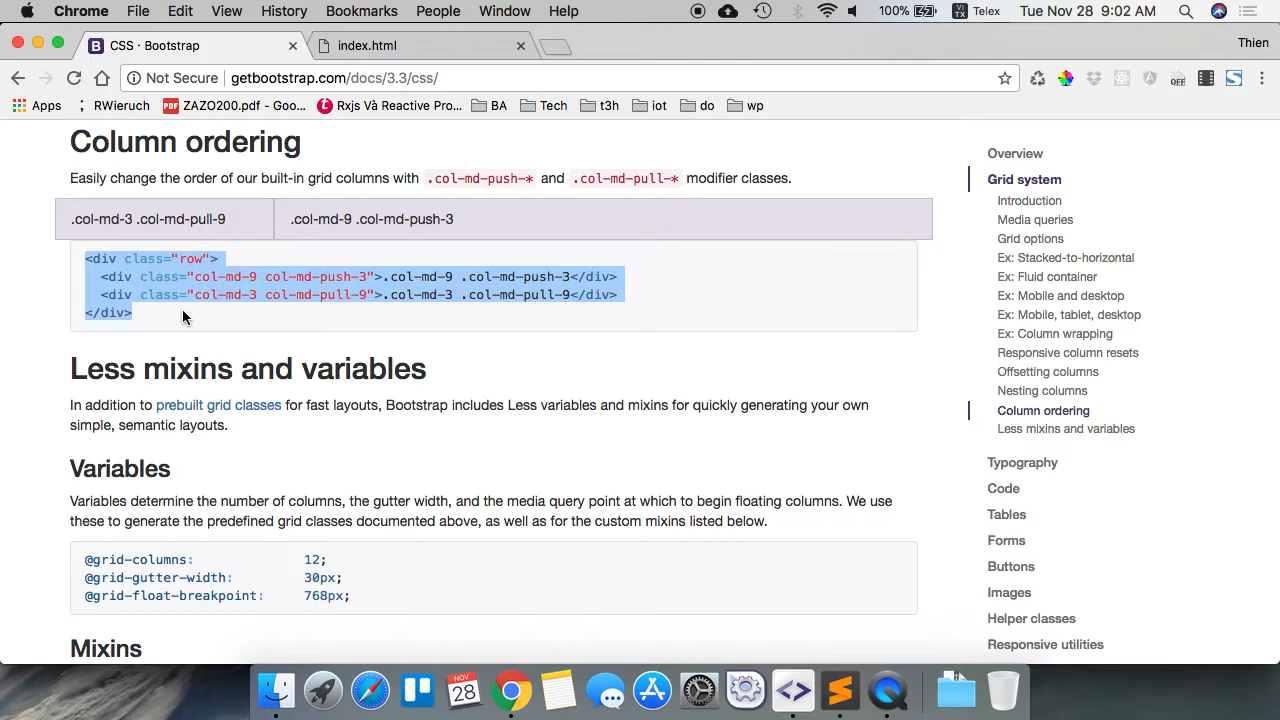 Chrome File Edit View History Bookmarks People Window Help 100% VI TX Telex Tue Nov 28 9:02 AM
CSS · Bootstrap index.html Thien
Not Secure getbootstrap.com/docs/3.3/css/
Apps RWieruch PDF ZAZO200.pdf - Goo... Rxjs Và Reactive Pro... BA Tech t3h iot do wp
Column ordering
Easily change the order of our built-in grid columns with .col-md-push-* and .col-md-pull-* modifier classes.
.col-md-3 .col-md-pull-9 .col-md-9 .col-md-push-3
<div class="row">
<div class="col-md-9 col-md-push-3">.col-md-9 .col-md-push-3</div>
<div class="col-md-3 col-md-pull-9">.col-md-3 .col-md-pull-9</div>
</div>
Less mixins and variables
In addition to prebuilt grid classes for fast layouts, Bootstrap includes Less variables and mixins for quickly generating your own
simple, semantic layouts.
Variables
Variables determine the number of columns, the gutter width, and the media query point at which to begin floating columns. We use
these to generate the predefined grid classes documented above, as well as for the custom mixins listed below.
@grid-columns: 12;
@grid-gutter-width: 30px;
@grid-float-breakpoint: 768px;
Mixins
Overview
Grid system
Introduction
Media queries
Grid options
Ex: Stacked-to-horizontal
Ex: Fluid container
Ex: Mobile and desktop
Ex: Mobile, tablet, desktop
Ex: Column wrapping
Responsive column resets
Offsetting columns
Nesting columns
Column ordering
Less mixins and variables
Typography
Code
Tables
Forms
Buttons
Images
Helper classes
Responsive utilities
NOV
28